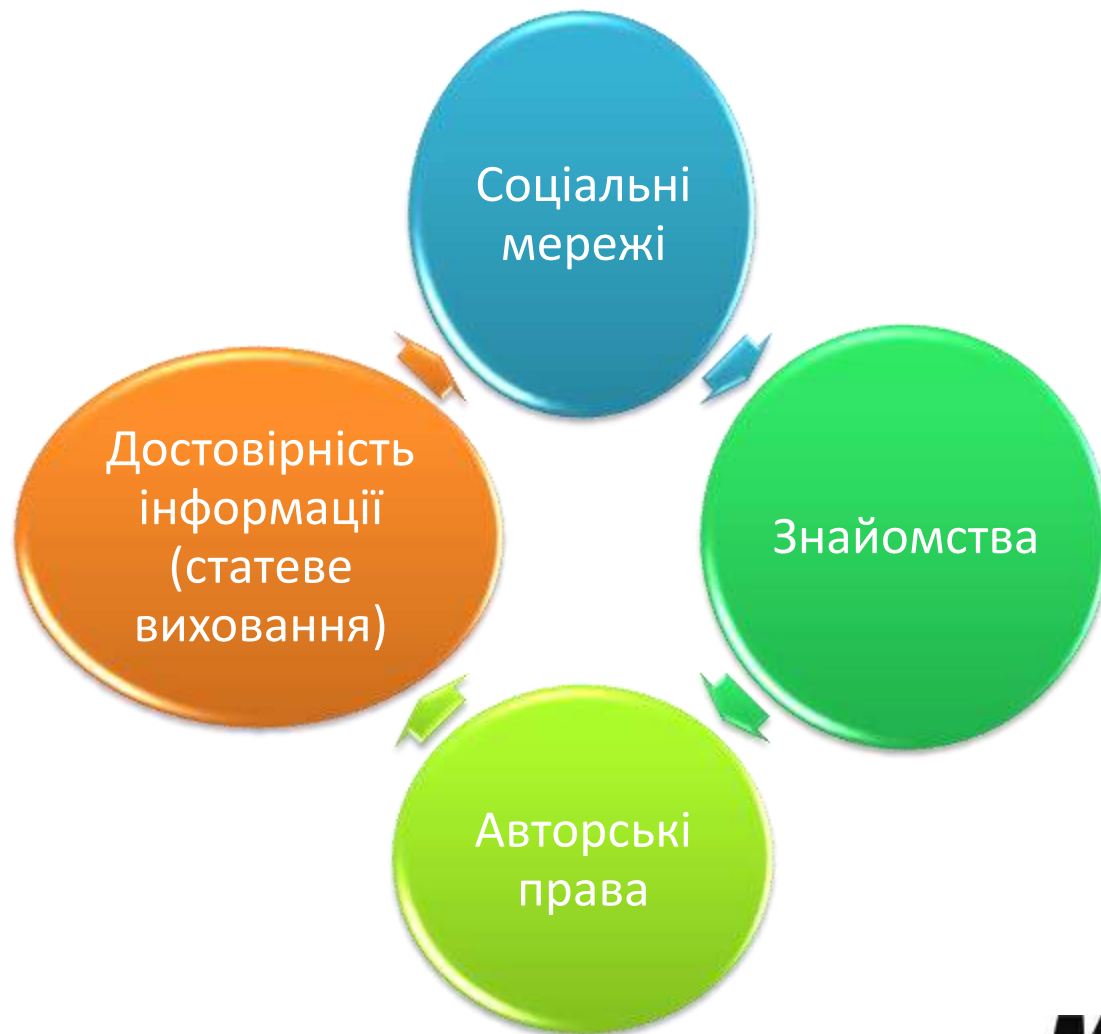 Соціальні
мережі
Знайомства
Авторські
права
Достовірність
інформації
(статеве
виховання)